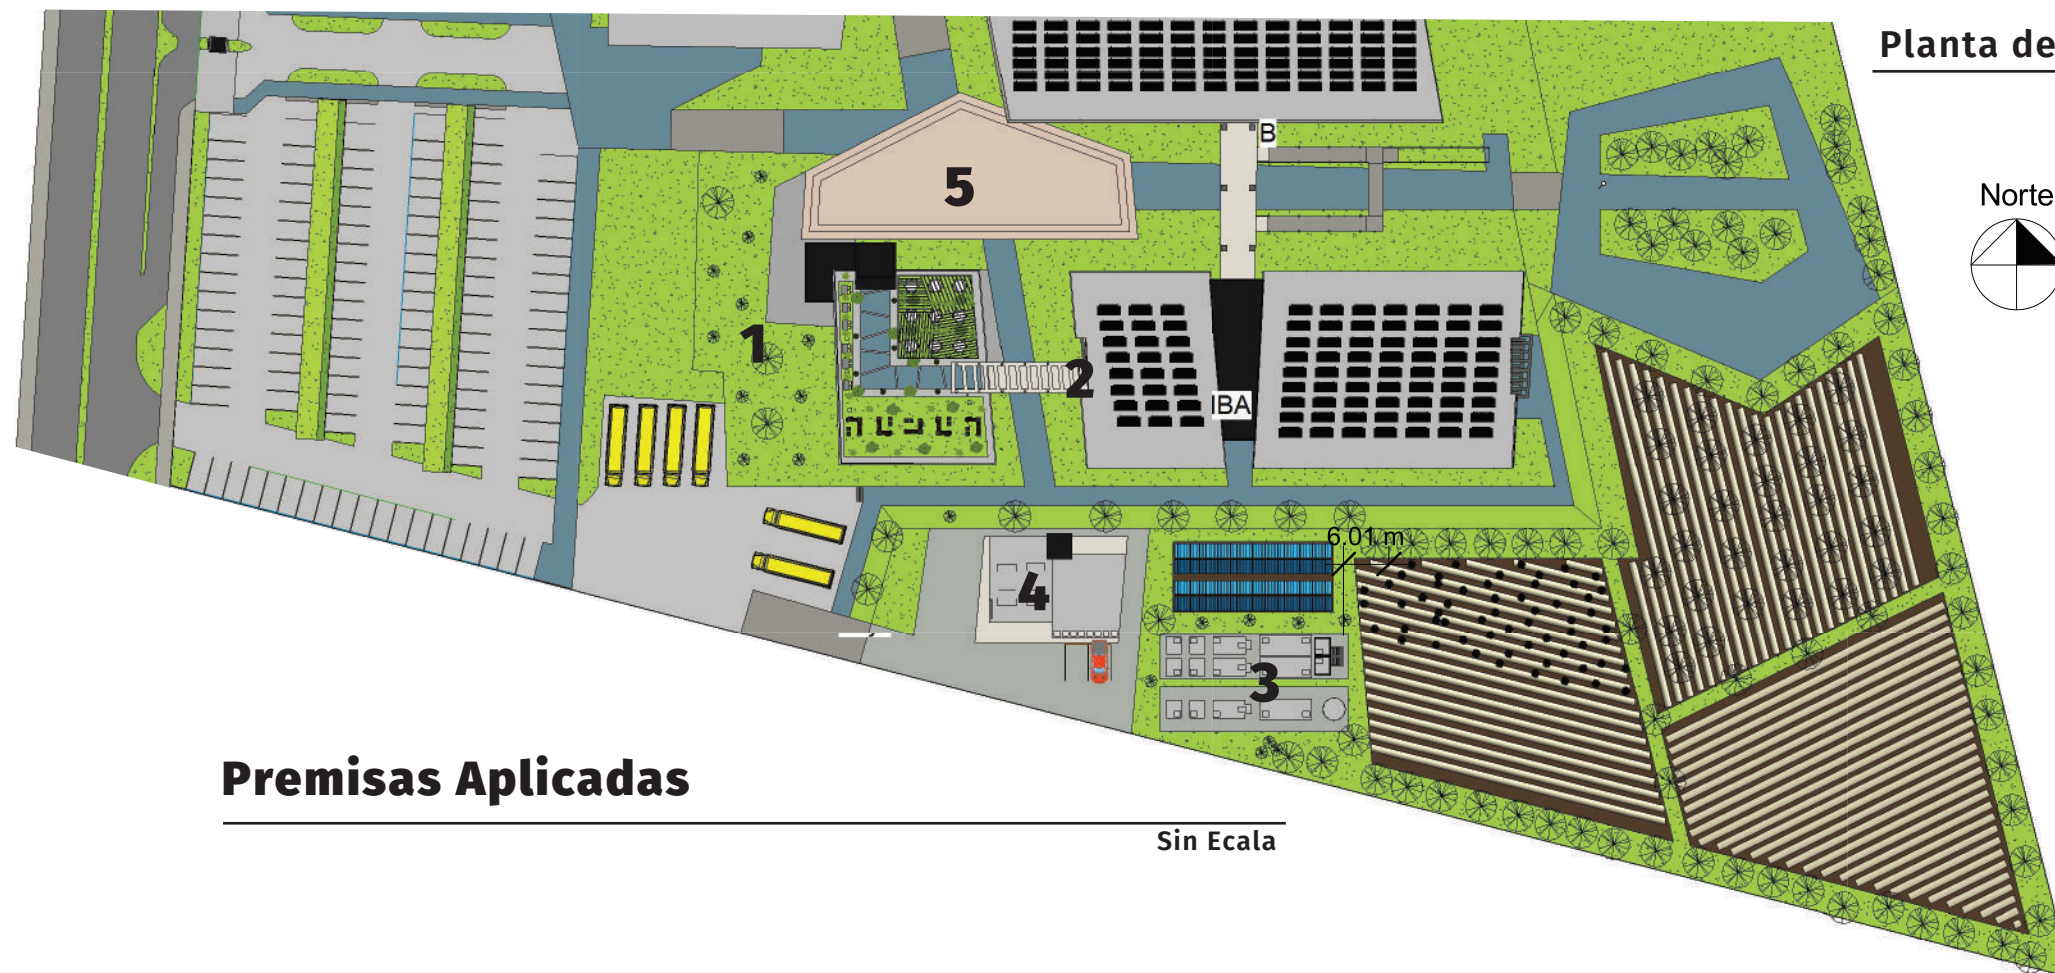 Planta de
B
5
Norte
1
2
IBA
6.01 m
4
3
Premisas Aplicadas
Sin Ecala